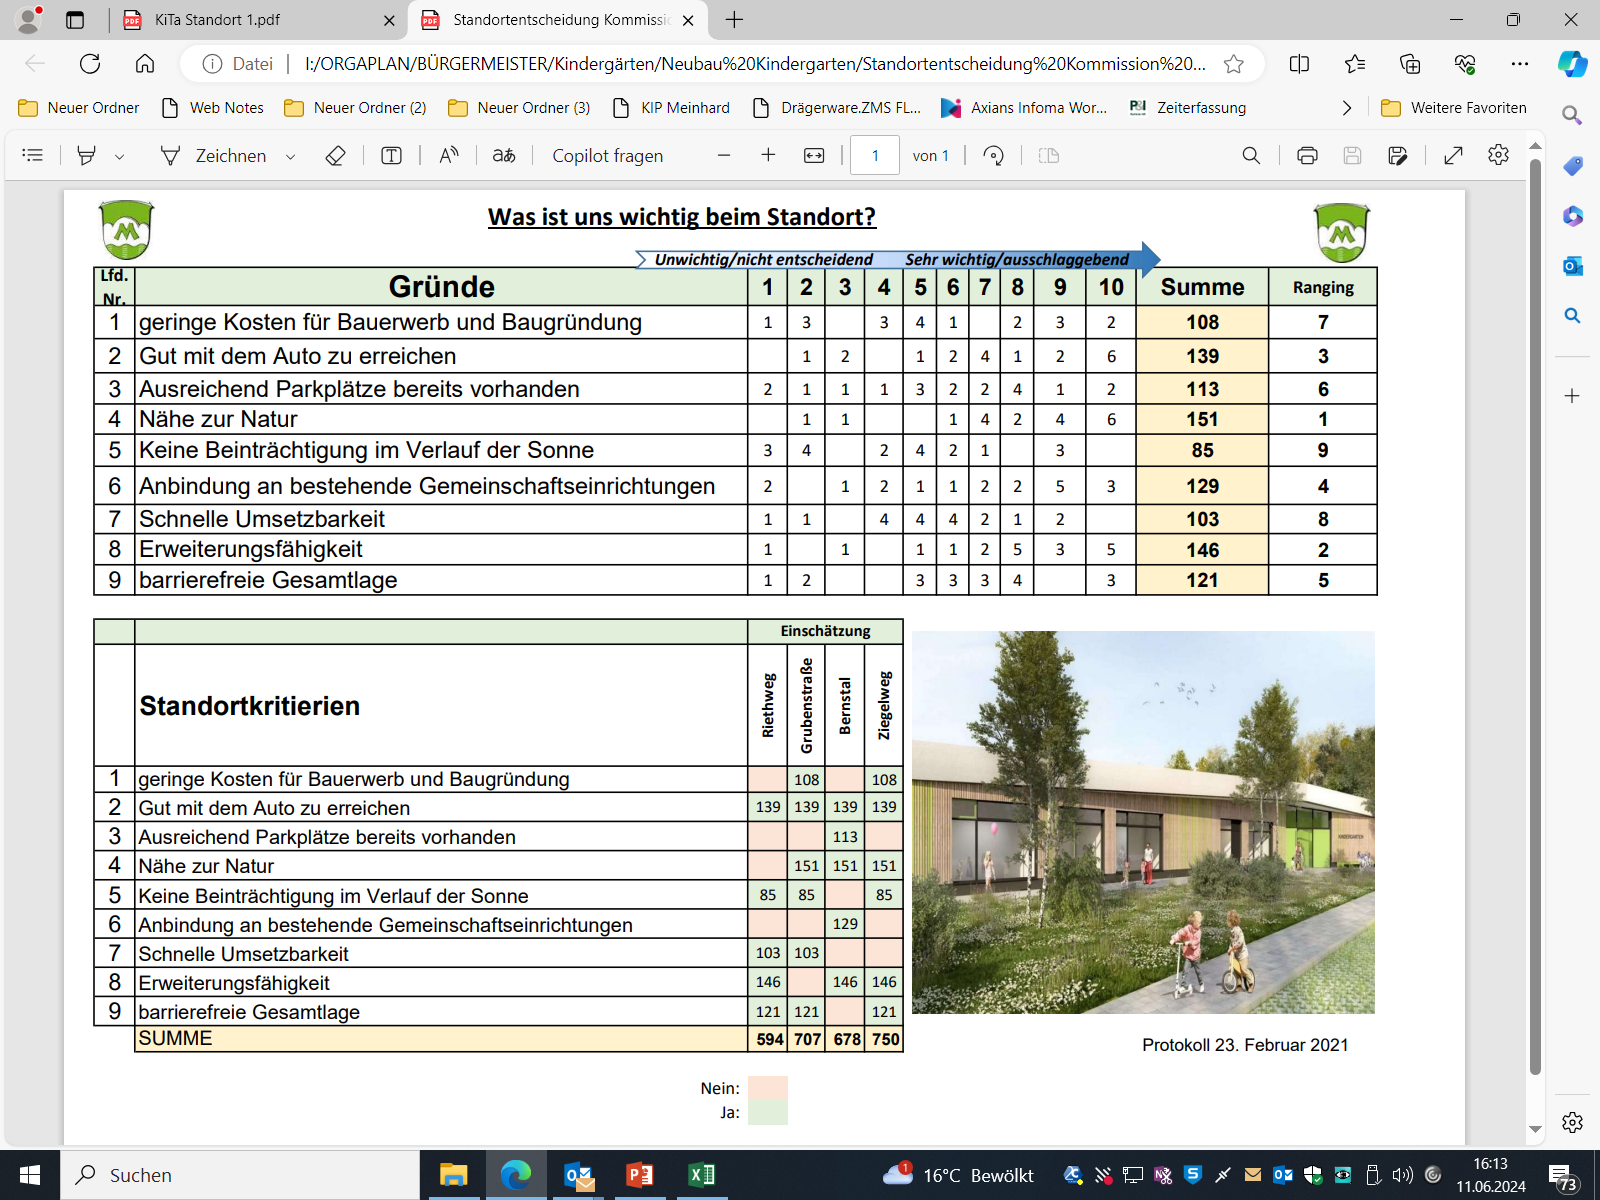 KiTa Standort 1.pdf
Standortentscheidung Kommissi
Datei
I:/ORGAPLAN/BÜRGERMEISTER/Kindergärten/Neubau%20Kindergarten/Standortentscheidung%20Kommission%20...
Neuer Ordner
Web Notes
Neuer Ordner (2)
Neuer Ordner (3)
KIP Meinhard
Drägerware.ZMS FL...
Axians Infoma Wor...
Zeiterfassung
Weitere Favoriten
Zeichnen
Copilot fragen
1
von 1
Was ist uns wichtig beim Standort?
Unwichtig/nicht entscheidend Sehr wichtig/ausschlaggebend
Lfd. Nr. Gründe 1 2 3 4 5 6 7 8 9 10 Summe Ranging
1 geringe Kosten für Bauerwerb und Baugründung 1 3 3 4 1 2 3 2 108 7
2 Gut mit dem Auto zu erreichen 1 2 1 2 4 1 2 6 139 3
3 Ausreichend Parkplätze bereits vorhanden 2 1 1 1 3 2 2 4 1 2 113 6
4 Nähe zur Natur 1 1 1 4 2 4 6 151 1
5 Keine Beinträchtigung im Verlauf der Sonne 3 4 2 4 2 1 3 85 9
6 Anbindung an bestehende Gemeinschaftseinrichtungen 2 1 2 1 1 2 2 5 3 129 4
7 Schnelle Umsetzbarkeit 1 1 4 4 4 2 1 2 103 8
8 Erweiterungsfähigkeit 1 1 1 1 2 5 3 5 146 2
9 barrierefreie Gesamtlage 1 2 3 3 3 4 3 121 5
Einschätzung
Standortkritierien Riethweg Grubenstraße Bernstal Ziegelweg
1 geringe Kosten für Bauerwerb und Baugründung 108 108
2 Gut mit dem Auto zu erreichen 139 139 139 139
3 Ausreichend Parkplätze bereits vorhanden 113
4 Nähe zur Natur 151 151 151
5 Keine Beinträchtigung im Verlauf der Sonne 85 85 85
6 Anbindung an bestehende Gemeinschaftseinrichtungen 129
7 Schnelle Umsetzbarkeit 103 103
8 Erweiterungsfähigkeit 146 146 146
9 barrierefreie Gesamtlage 121 121 121
SUMME 594 707 678 750
KINDERGARTEN
Protokoll 23. Februar 2021
Nein:
Ja:
Suchen
1
16°C Bewölkt
16:13
11.06.2024
73